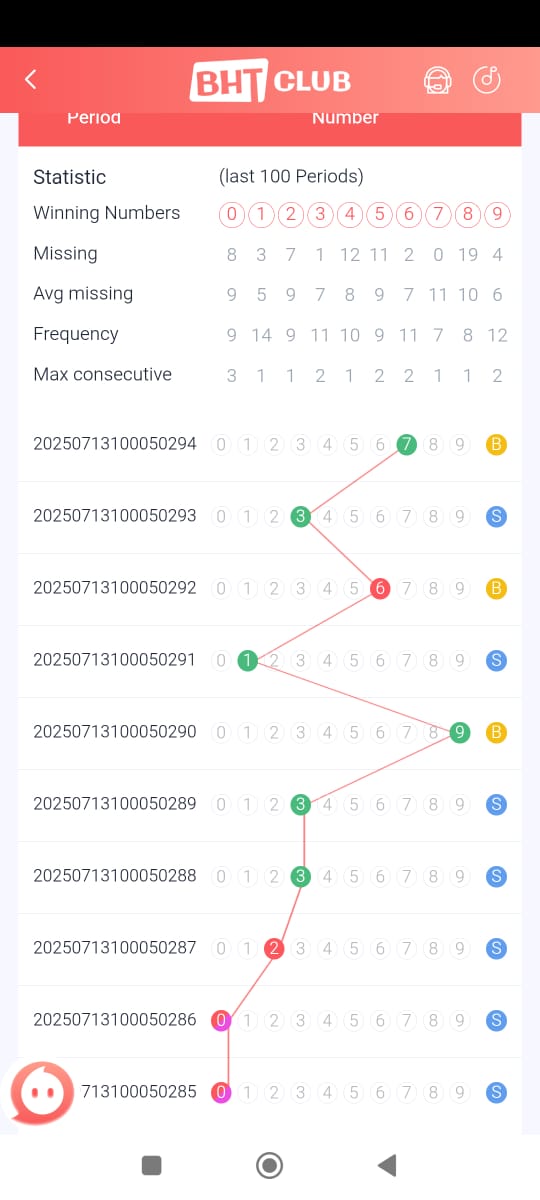 BHT CLUB
Period Number
Statistic (last 100 Periods)
Winning Numbers 0 1 2 3 4 5 6 7 8 9
Missing 8 3 7 1 12 11 2 0 19 4
Avg missing 9 5 9 7 8 9 7 11 10 6
Frequency 9 14 9 11 10 9 11 7 8 12
Max consecutive 3 1 1 2 1 2 2 1 1 2
20250713100050294 0 1 2 3 4 5 6 7 8 9 B
20250713100050293 0 1 2 3 4 5 6 7 8 9 S
20250713100050292 0 1 2 3 4 5 6 7 8 9 B
20250713100050291 0 1 2 3 4 5 6 7 8 9 S
20250713100050290 0 1 2 3 4 5 6 7 8 9 B
20250713100050289 0 1 2 3 4 5 6 7 8 9 S
20250713100050288 0 1 2 3 4 5 6 7 8 9 S
20250713100050287 0 1 2 3 4 5 6 7 8 9 S
20250713100050286 0 1 2 3 4 5 6 7 8 9 S
713100050285 0 1 2 3 4 5 6 7 8 9 S